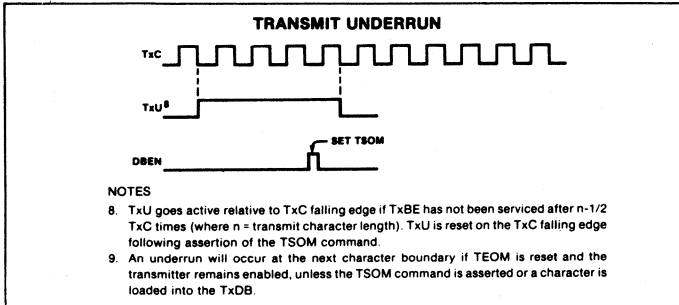 TRANSMIT UNDERRUN
TxC
TxU8
SET TSOM
DBEN
NOTES
8. TxU goes active relative to TxC falling edge if TxBE has not been serviced after n-1/2
TxC times (where n = transmit character length). TxU is reset on the TxC falling edge
following assertion of the TSOM command.
9. An underrun will occur at the next character boundary if TEOM is reset and the
transmitter remains enabled, unless the TSOM command is asserted or a character is
loaded into the TxDB.